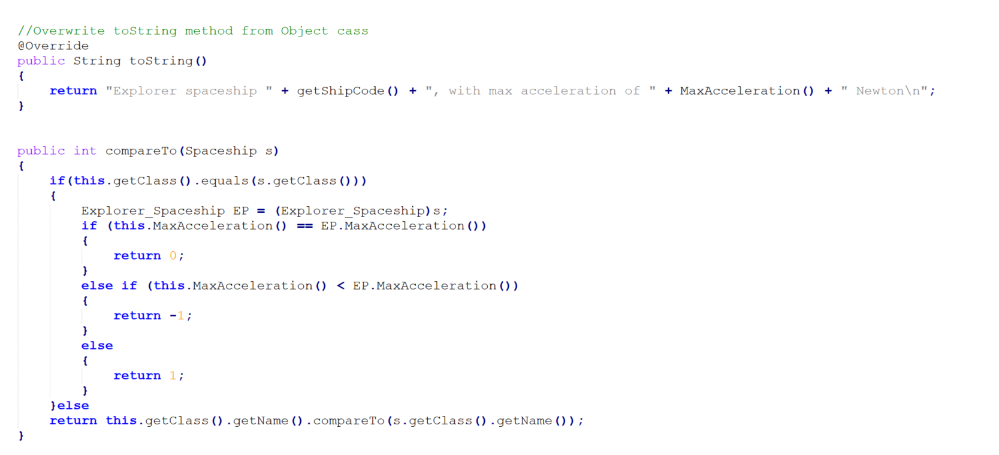 //Overwrite toString method from Object cass
@Override
public String toString()
{
    return "Explorer spaceship " + getShipCode() + ", with max acceleration of " + MaxAcceleration() + " Newton\n";
}
public int compareTo(Spaceship s)
{
    if(this.getClass().equals(s.getClass()))
    {
        Explorer_Spaceship EP = (Explorer_Spaceship)s;
        if (this.MaxAcceleration() == EP.MaxAcceleration())
        {
            return 0;
        }
        else if (this.MaxAcceleration() < EP.MaxAcceleration())
        {
            return -1;
        }
        else
        {
            return 1;
        }
    }else
    return this.getClass().getName().compareTo(s.getClass().getName());
}